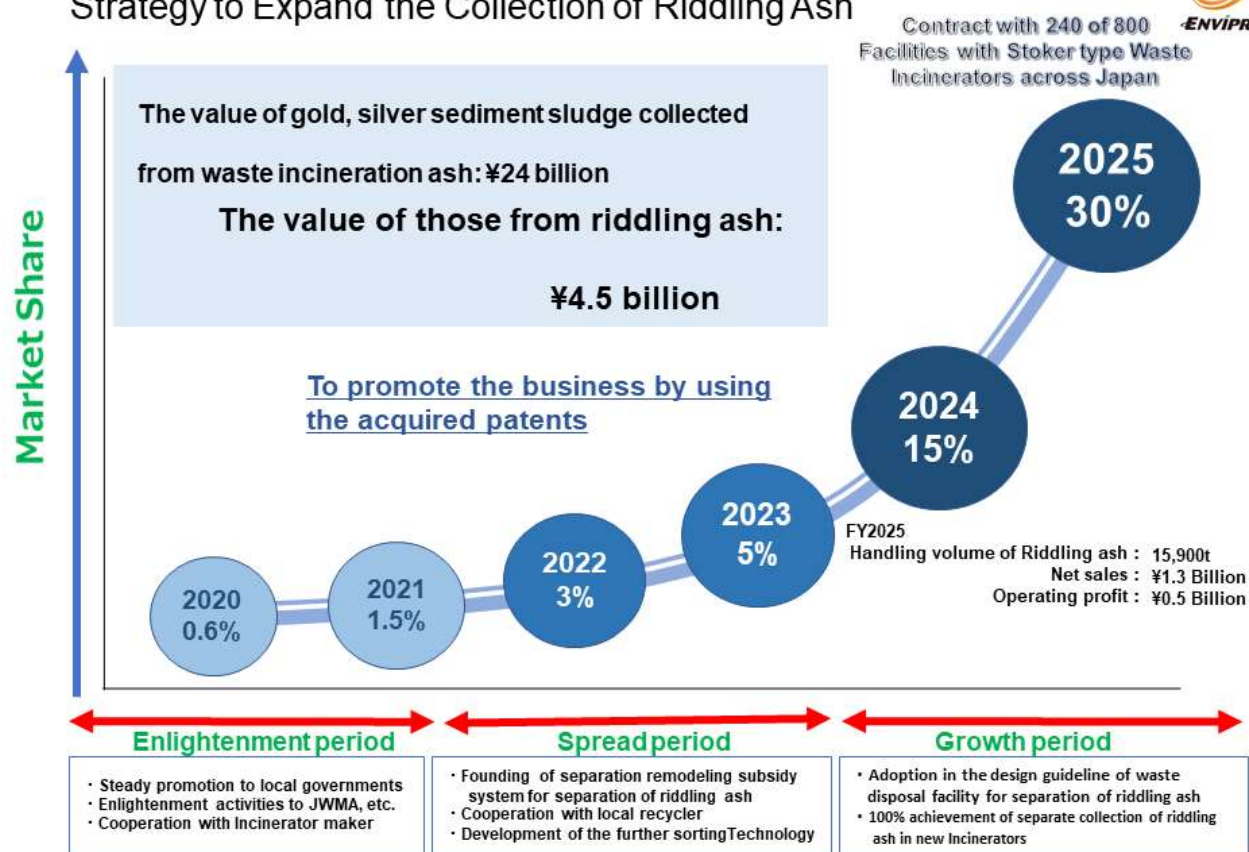 Strategy to Expand the Collection of Riddling Ash
Contract with 240 of 800
Facilities with Stoker type Waste
Incinerators across Japan
The value of gold, silver sediment sludge collected
from waste incineration ash: ¥24 billion
The value of those from riddling ash:
¥4.5 billion
Market Share
To promote the business by using
the acquired patents
2020
0.6%
2021
1.5%
2022
3%
2023
5%
2024
15%
2025
30%
FY2025
Handling volume of Riddling ash : 15,900t
Net sales : ¥1.3 Billion
Operating profit : ¥0.5 Billion
Enlightenment period
・Steady promotion to local governments
・Enlightenment activities to JWMA, etc.
・Cooperation with Incinerator maker
Spread period
・Founding of separation remodeling subsidy
system for separation of riddling ash
・Cooperation with local recycler
・Development of the further sorting Technology
Growth period
・Adoption in the design guideline of waste
disposal facility for separation of riddling ash
・100% achievement of separate collection of riddling
ash in new Incinerators